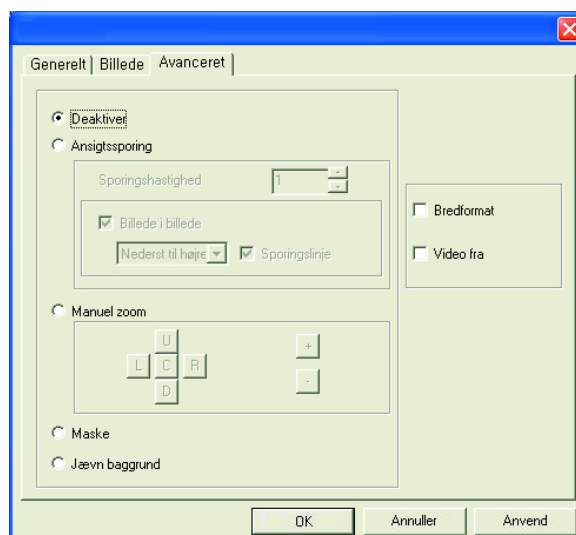 Generelt Billede Avanceret
Deaktiver
Ansigtssporing
Sporingshastighed 1
Billede i billede
Nederst til højre Sporingslinje
Bredformat
Video fra
Manuel zoom
U
L C R
D
+
-
Maske
Jævn baggrund
OK Annuller Anvend